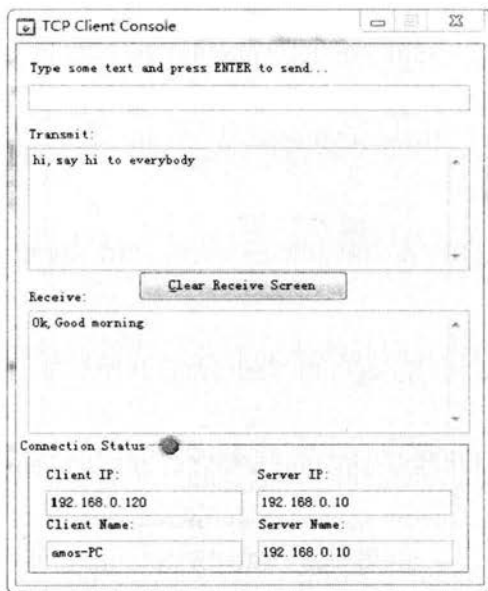 TCP Client Console
Type some text and press ENTER to send...
Transmit:
hi, say hi to everybody
Clear Receive Screen
Receive:
Ok, Good morning
Connection Status
Client IP:
Server IP:
192.168.0.120
192.168.0.10
Client Name:
Server Name:
amos-PC
192.168.0.10